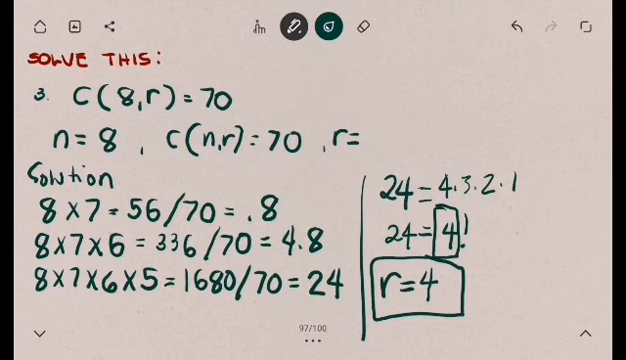 SOLVE THIS:
3. C(8,r)=70
n=8, C(n,r)=70, r=
Solution
8×7=56/70=.8
8×7×6=336/70=4.8
8×7×6×5=1680/70=24
24=4·3·2·1
24=4!
r=4
97/100